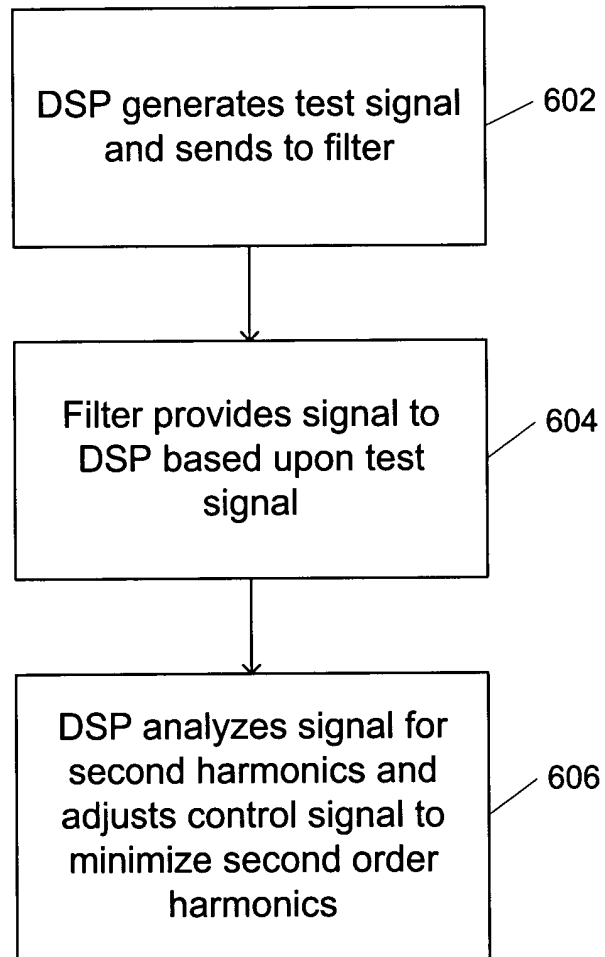 DSP generates test signal
and sends to filter
602
Filter provides signal to
DSP based upon test
signal
604
DSP analyzes signal for
second harmonics and
adjusts control signal to
minimize second order
harmonics
606